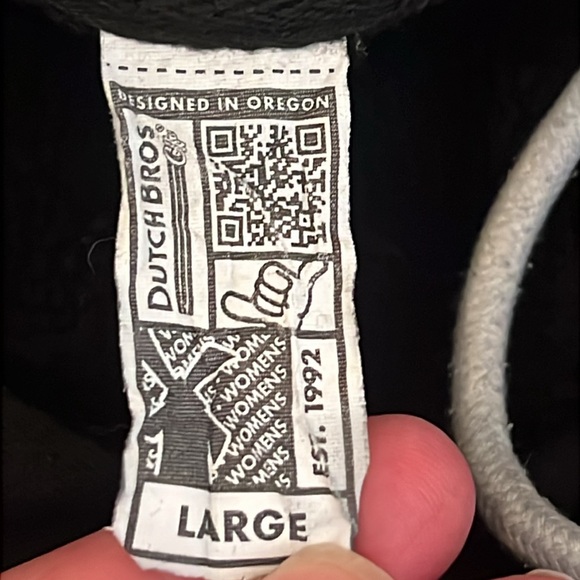 DESIGNED IN OREGON
DUTCH BROS
WOMENS
WOMENS
WOMENS
WOMENS
WOMENS
EST. 1992
LARGE